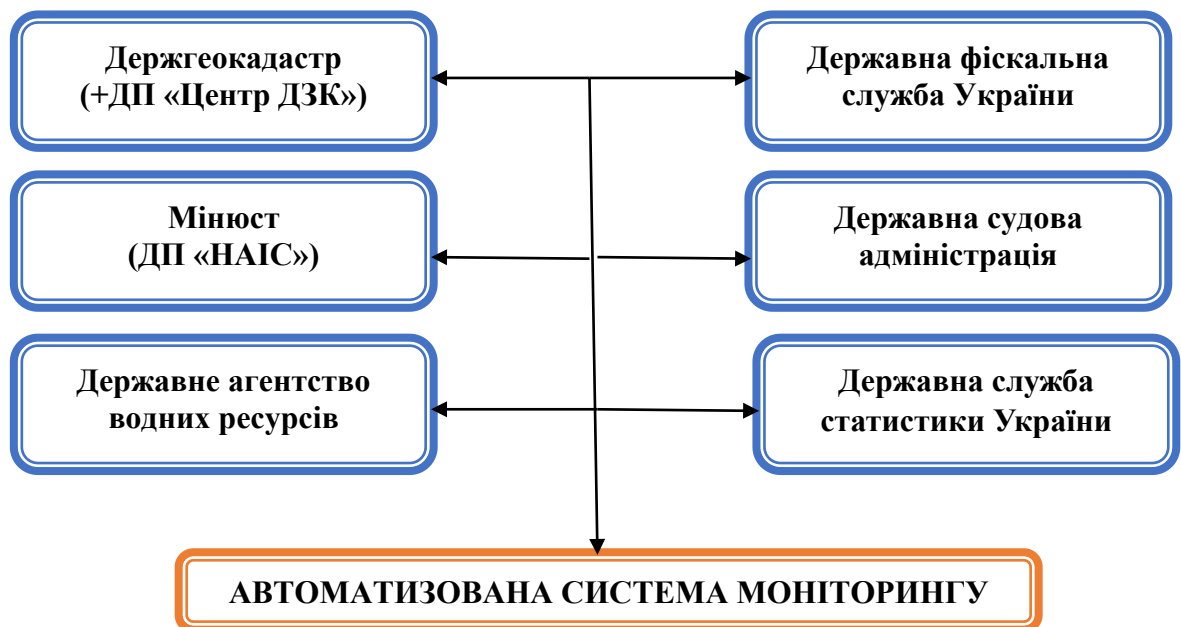 Держгеокадастр
(+ДП «Центр ДЗК»)
Державна фіскальна
служба України
Мінюст
(ДП «НАІС»)
Державна судова
адміністрація
Державне агентство
водних ресурсів
Державна служба
статистики України
АВТОМАТИЗОВАНА СИСТЕМА МОНІТОРИНГУ